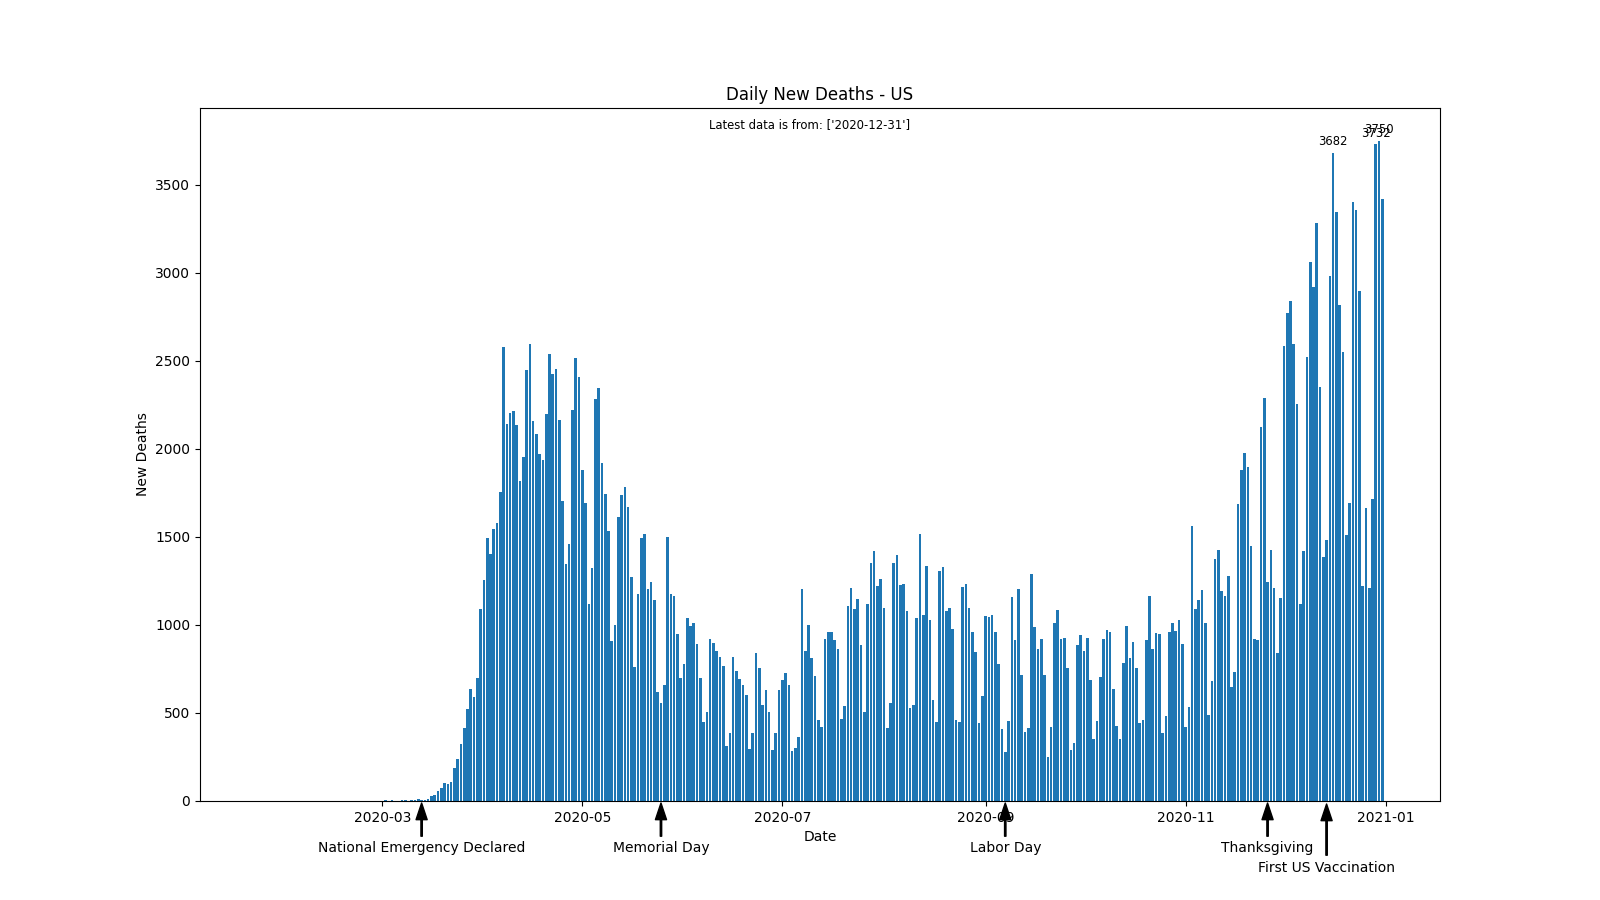 Daily New Deaths - US
Latest data is from: ['2020-12-31']
3750
3732
3682
3500
3000
2500
2000
1500
1000
500
0
New Deaths
2020-03
2020-05
2020-07
2020-09
2020-11
2021-01
Date
National Emergency Declared
Memorial Day
Labor Day
Thanksgiving
First US Vaccination